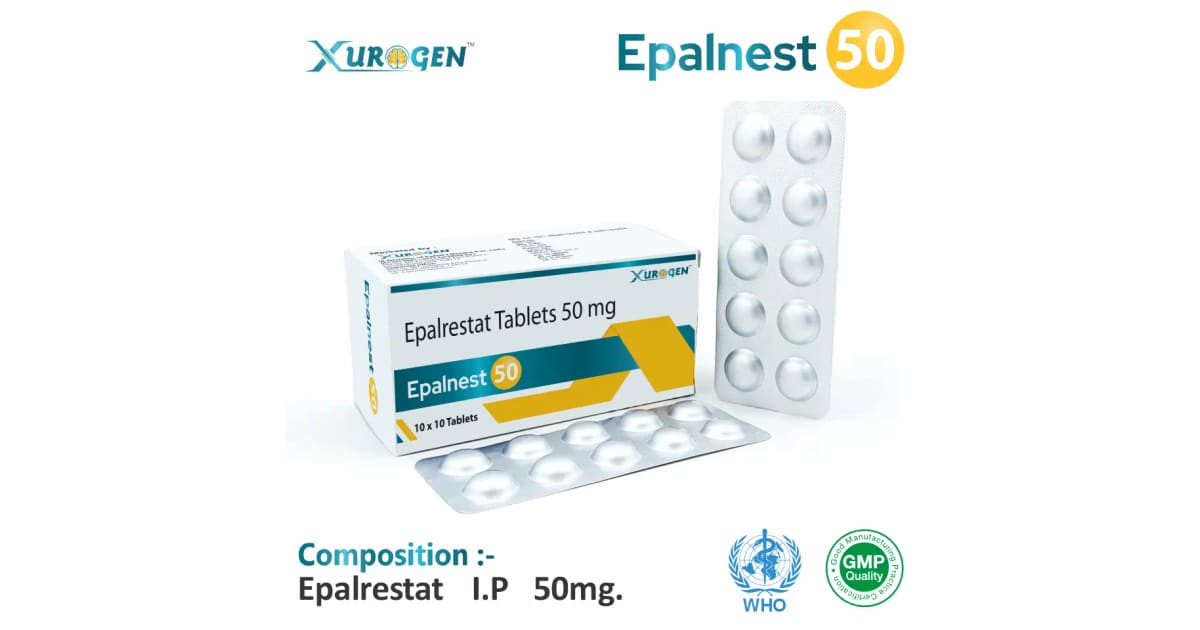 XUROGEN™
Epalnest 50
Marketed by :
XUROGEN
XUROGEN™
Epalrestat Tablets 50 mg
Epalnest 50
Epalnest 50
10 x 10 Tablets
Composition :-
Epalrestat I.P 50mg.
WHO
Good Manufacturing Practice Certification
GMP
Quality